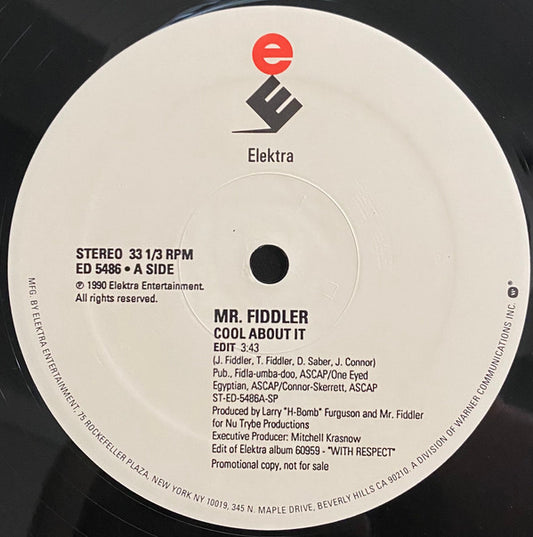 e
E
Elektra
STEREO 33 1/3 RPM
ED 5486 • A SIDE
℗ 1990 Elektra Entertainment.
All rights reserved.
MR. FIDDLER
COOL ABOUT IT
EDIT 3:43
(J. Fiddler, T. Fiddler, D. Saber, J. Connor)
Pub., Fidla-umba-doo, ASCAP/One Eyed
Egyptian, ASCAP/Connor-Skerrett, ASCAP
ST-ED-5486A-SP
Produced by Larry "H-Bomb" Furguson and Mr. Fiddler
for Nu Trybe Productions
Executive Producer: Mitchell Krasnow
Edit of Elektra album 60959 - "WITH RESPECT"
Promotional copy, not for sale
MFG. BY ELEKTRA ENTERTAINMENT, 75 ROCKEFELLER PLAZA, NEW YORK NY 10019, 345 N. MAPLE DRIVE, BEVERLY HILLS CA 90210. A DIVISION OF WARNER COMMUNICATIONS INC. W ®